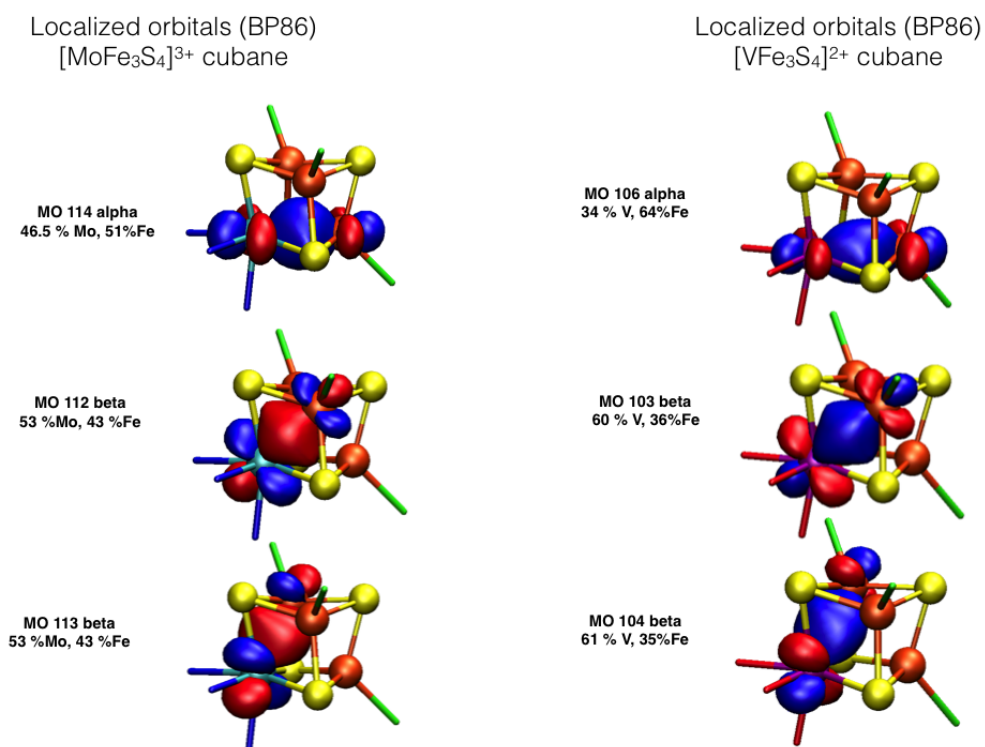 Localized orbitals (BP86)
[MoFe₃S₄]³⁺ cubane
Localized orbitals (BP86)
[VFe₃S₄]²⁺ cubane
MO 114 alpha
46.5 % Mo, 51%Fe
MO 106 alpha
34 % V, 64%Fe
MO 112 beta
53 %Mo, 43 %Fe
MO 103 beta
60 % V, 36%Fe
MO 113 beta
53 %Mo, 43 %Fe
MO 104 beta
61 % V, 35%Fe